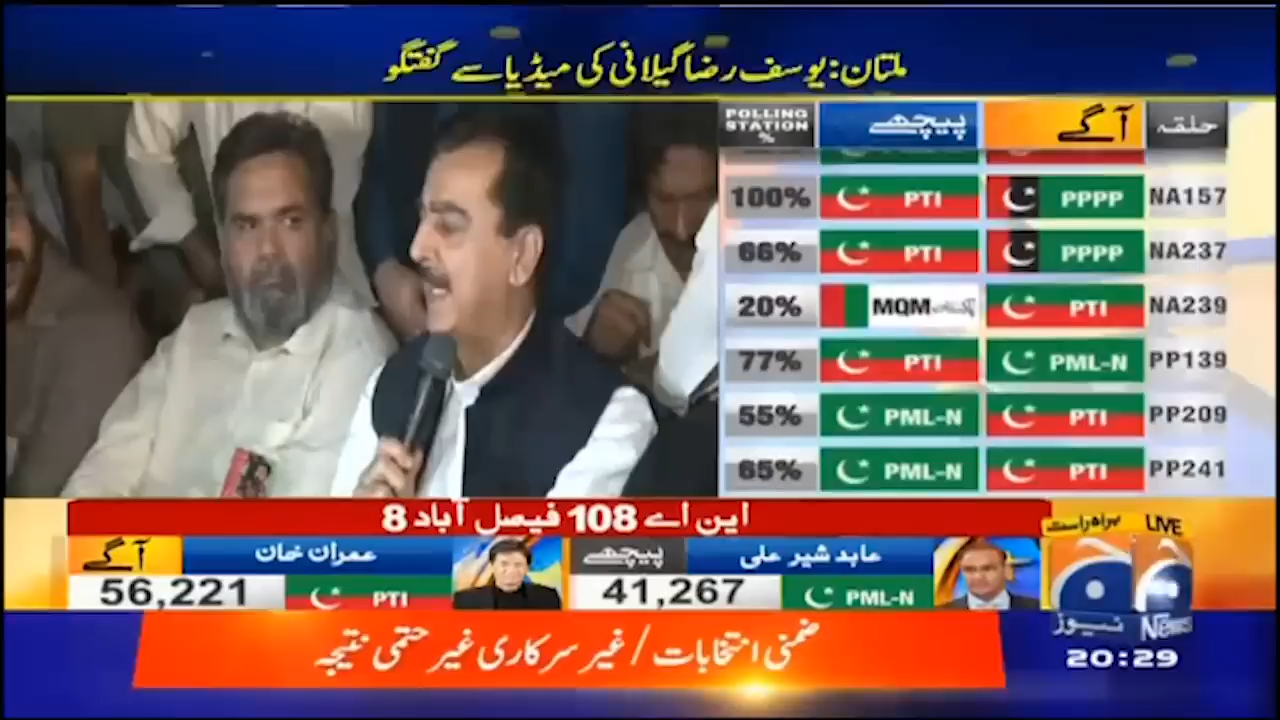 ملتان: یوسف رضا گیلانی کی میڈیا سے گفتگو
حلقہ آگے پیچھے POLLING STATION %
NA157 PPPP PTI 100%
NA237 PPPP PTI 66%
NA239 PTI MQM پاکستان 20%
PP139 PML-N PTI 77%
PP209 PTI PML-N 55%
PP241 PTI PML-N 65%
این اے 108 فیصل آباد 8
عابد شیر علی پیچھے
41,267 PML-N
عمران خان آگے
56,221 PTI
براہ راست LIVE
نیوز News
20:29
ضمنی انتخابات / غیر سرکاری غیر حتمی نتیجہ